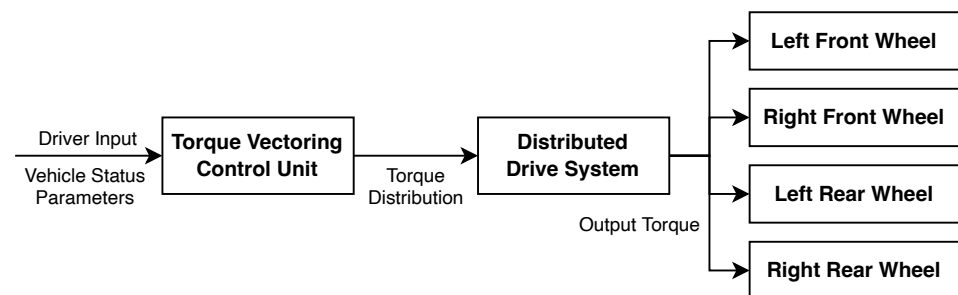 Driver Input
Vehicle Status
Parameters
Torque Vectoring
Control Unit
Torque
Distribution
Distributed
Drive System
Output Torque
Left Front Wheel
Right Front Wheel
Left Rear Wheel
Right Rear Wheel